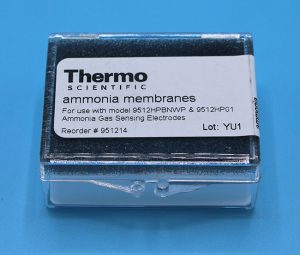 Thermo
SCIENTIFIC
ammonia membranes
For use with model 9512HPBNWP & 9512HP01
Ammonia Gas Sensing Electrodes
Reorder # 951214
Lot: YU1